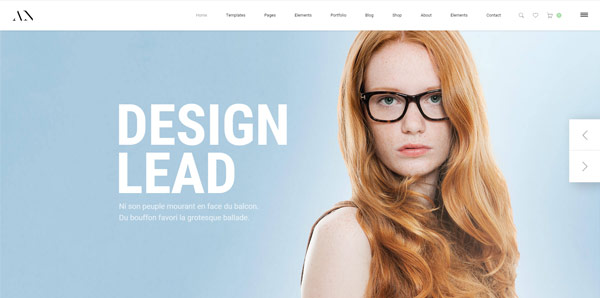 AN
Home Templates Pages Elements Portfolio Blog Shop About Elements Contact
DESIGN
LEAD
Ni son peuple mourant en face du balcon.
Du bouffon favori la grotesque ballade.